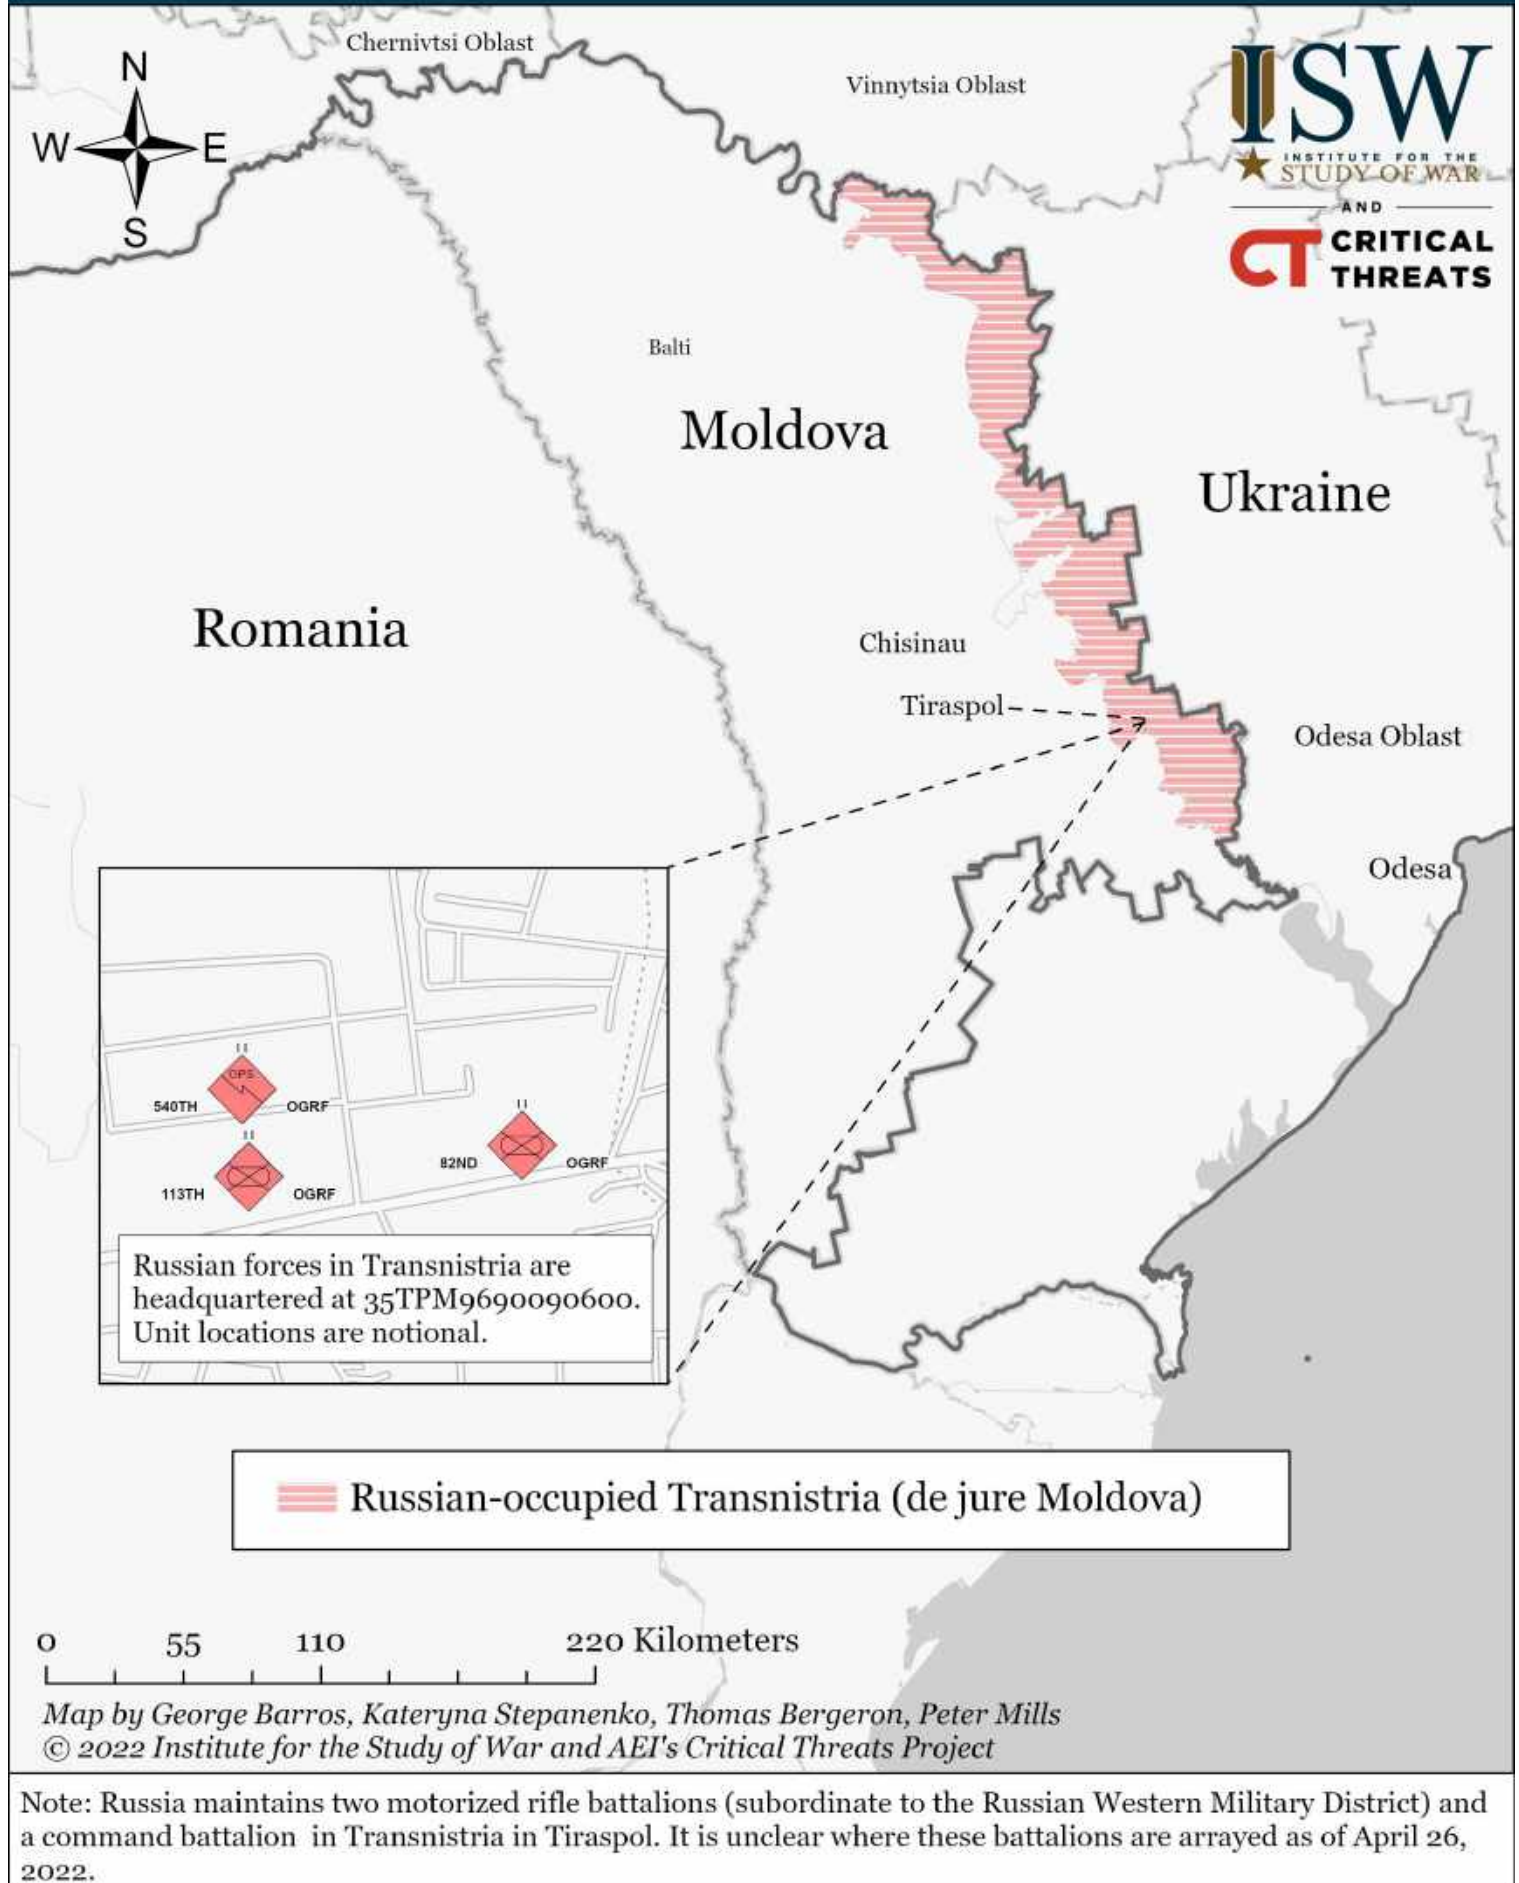 Chernivtsi Oblast
N
W
E
S
Vinnytsia Oblast
ISW
INSTITUTE FOR THE
STUDY OF WAR
AND
CT CRITICAL
THREATS
Balti
Moldova
Ukraine
Romania
Chisinau
Tiraspol
Odesa Oblast
Odesa
II
OPS
540TH
OGRF
II
113TH
OGRF
II
82ND
OGRF
Russian forces in Transnistria are
headquartered at 35TPM9690090600.
Unit locations are notional.
Russian-occupied Transnistria (de jure Moldova)
0 55 110 220 Kilometers
Map by George Barros, Kateryna Stepanenko, Thomas Bergeron, Peter Mills
© 2022 Institute for the Study of War and AEI's Critical Threats Project
Note: Russia maintains two motorized rifle battalions (subordinate to the Russian Western Military District) and
a command battalion in Transnistria in Tiraspol. It is unclear where these battalions are arrayed as of April 26,
2022.